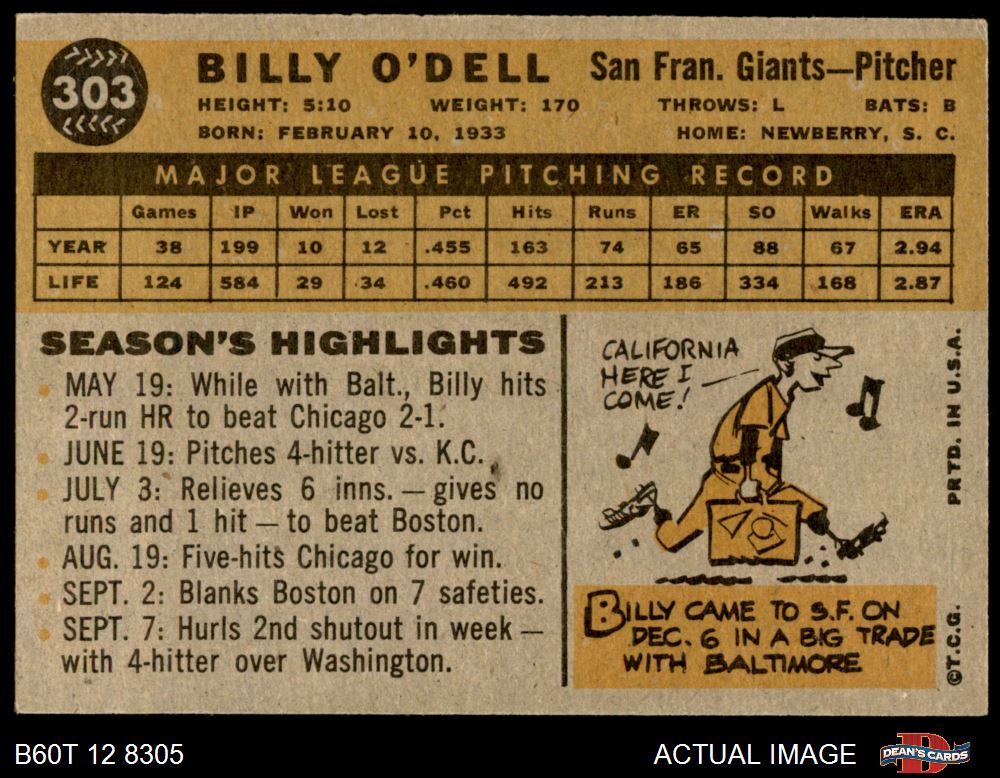 303
BILLY O'DELL San Fran. Giants—Pitcher
HEIGHT: 5:10 WEIGHT: 170 THROWS: L BATS: B
BORN: FEBRUARY 10, 1933 HOME: NEWBERRY, S. C.
MAJOR LEAGUE PITCHING RECORD
Games IP Won Lost Pct Hits Runs ER SO Walks ERA
YEAR 38 199 10 12 .455 163 74 65 88 67 2.94
LIFE 124 584 29 34 .460 492 213 186 334 168 2.87
SEASON'S HIGHLIGHTS
MAY 19: While with Balt., Billy hits
2-run HR to beat Chicago 2-1.
JUNE 19: Pitches 4-hitter vs. K.C.
JULY 3: Relieves 6 inns. — gives no
runs and 1 hit — to beat Boston.
AUG. 19: Five-hits Chicago for win.
SEPT. 2: Blanks Boston on 7 safeties.
SEPT. 7: Hurls 2nd shutout in week —
with 4-hitter over Washington.
CALIFORNIA
HERE I
COME!
BILLY CAME TO S.F. ON
DEC. 6 IN A BIG TRADE
WITH BALTIMORE
©T.C.G. PRTD. IN U.S.A.
B60T 12 8305 ACTUAL IMAGE
D
DEAN'S CARDS